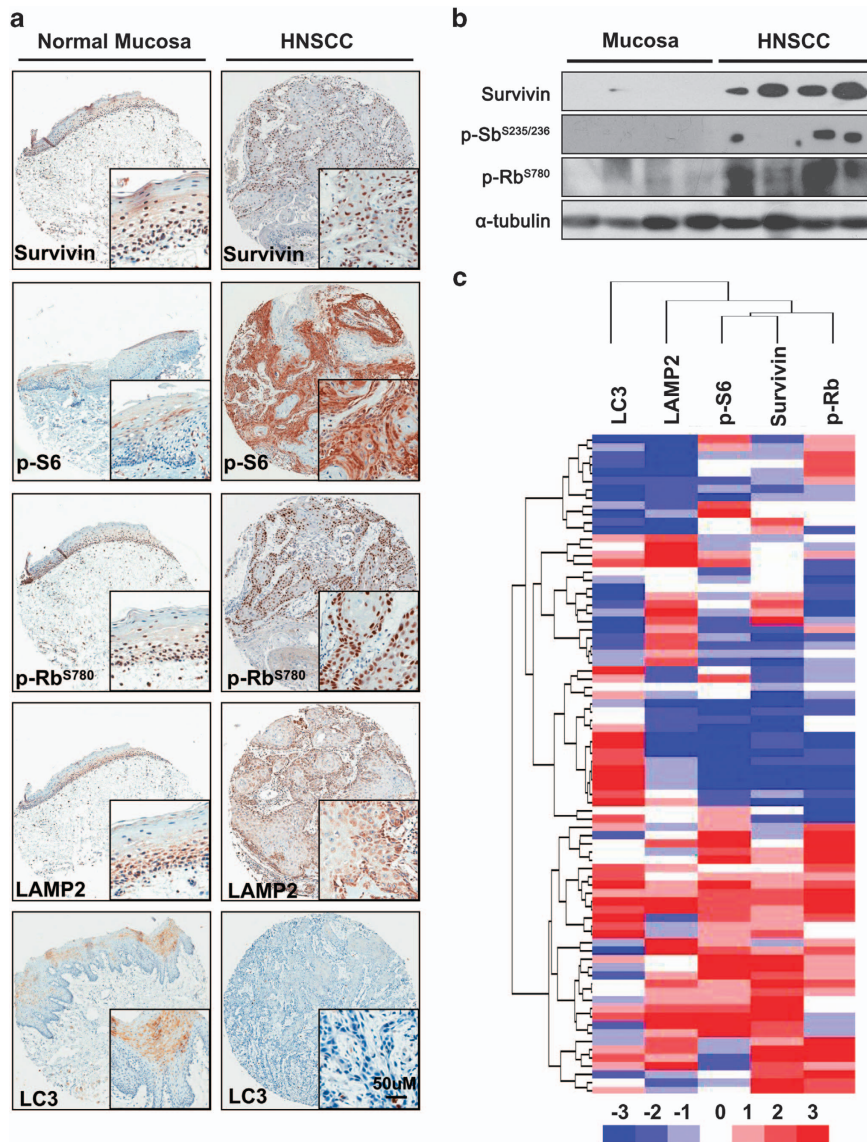 a
Normal Mucosa HNSCC
Survivin Survivin
p-S6 p-S6
p-Rb^S780 p-Rb^S780
LAMP2 LAMP2
LC3 LC3
50uM
b
Mucosa HNSCC
Survivin
p-Sb^S235/236
p-Rb^S780
α-tubulin
c
LC3 LAMP2 p-S6 Survivin p-Rb
-3 -2 -1 0 1 2 3